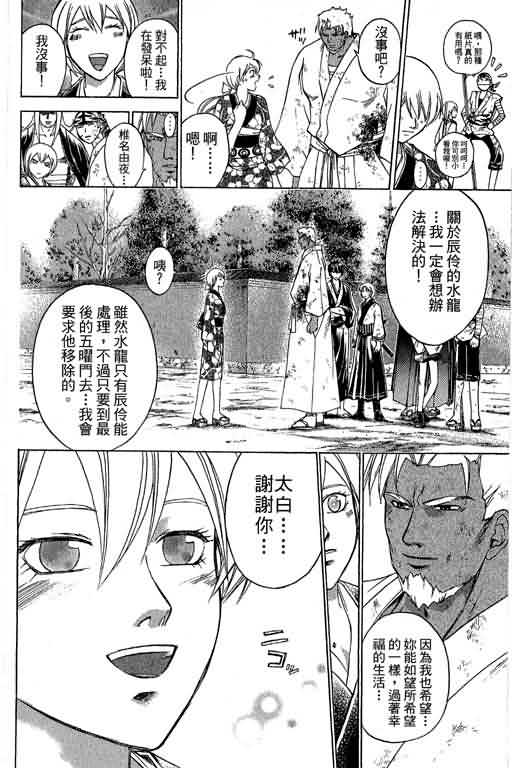 嘿，那種
紙片真的
有用嗎？
呵呵呵…
你可別小
看我喔…
沒事吧？
啊…
嗯！
對不起…我
在發呆啦！
我沒事！
椎名由夜…
關於辰伶的水龍
…我一定會想辦
法解決的！
咦？
雖然水龍只有辰伶能
處理，不過只要到最
後的五曜門去…我會
要求他移除的。
因為我也希望…
妳能如望所希望
的一樣，過著幸
福的生活…
太白……
謝謝你…